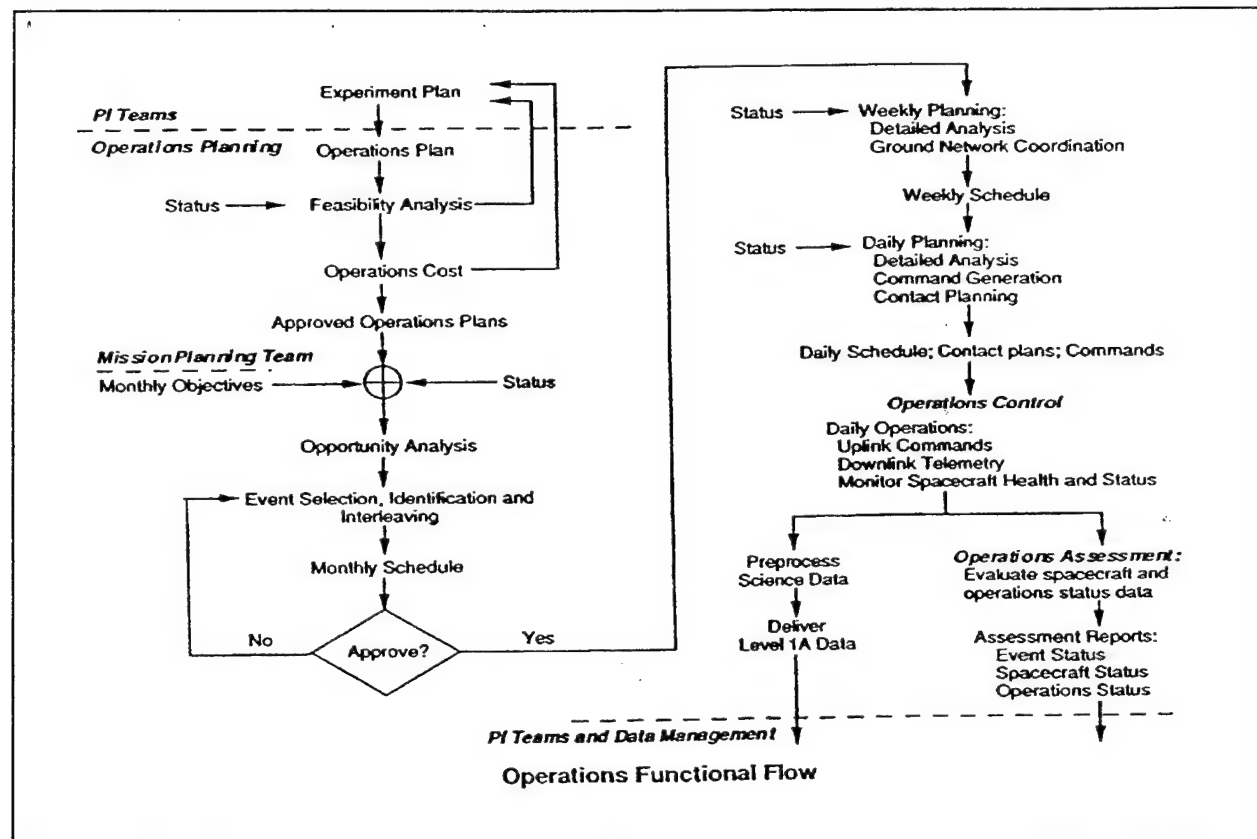 Experiment Plan
PI Teams
Operations Planning
Operations Plan
Status
Feasibility Analysis
Operations Cost
Approved Operations Plans
Mission Planning Team
Monthly Objectives
Status
Opportunity Analysis
Event Selection, Identification and
Interleaving
Monthly Schedule
No
Approve?
Yes
Status
Weekly Planning:
Detailed Analysis
Ground Network Coordination
Weekly Schedule
Status
Daily Planning:
Detailed Analysis
Command Generation
Contact Planning
Daily Schedule; Contact plans; Commands
Operations Control
Daily Operations:
Uplink Commands
Downlink Telemetry
Monitor Spacecraft Health and Status
Preprocess
Science Data
Deliver
Level 1A Data
Operations Assessment:
Evaluate spacecraft and
operations status data
Assessment Reports:
Event Status
Spacecraft Status
Operations Status
PI Teams and Data Management
Operations Functional Flow